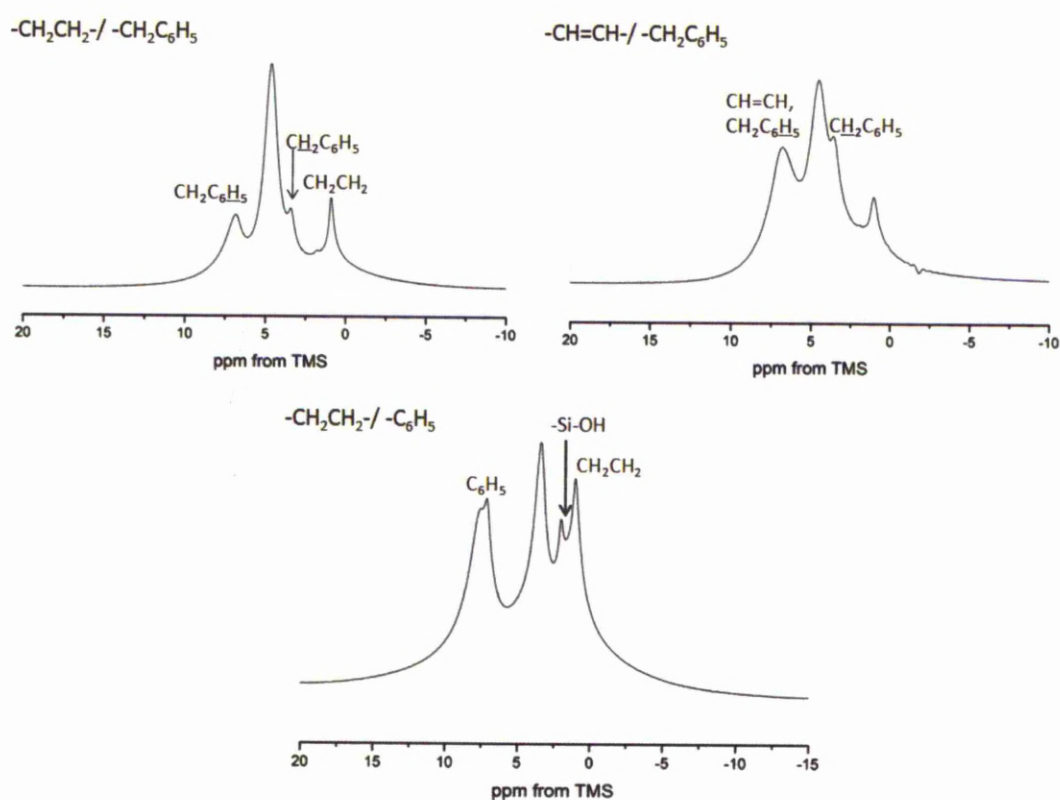 -CH₂CH₂-/ -CH₂C₆H₅
CH₂C₆H₅
CH₂C₆H₅
CH₂CH₂
20 15 10 5 0 -5 -10
ppm from TMS
-CH=CH-/ -CH₂C₆H₅
CH=CH,
CH₂C₆H₅
CH₂C₆H₅
20 15 10 5 0 -5 -10
ppm from TMS
-CH₂CH₂-/ -C₆H₅
-Si-OH
C₆H₅
CH₂CH₂
20 15 10 5 0 -5 -10 -15
ppm from TMS